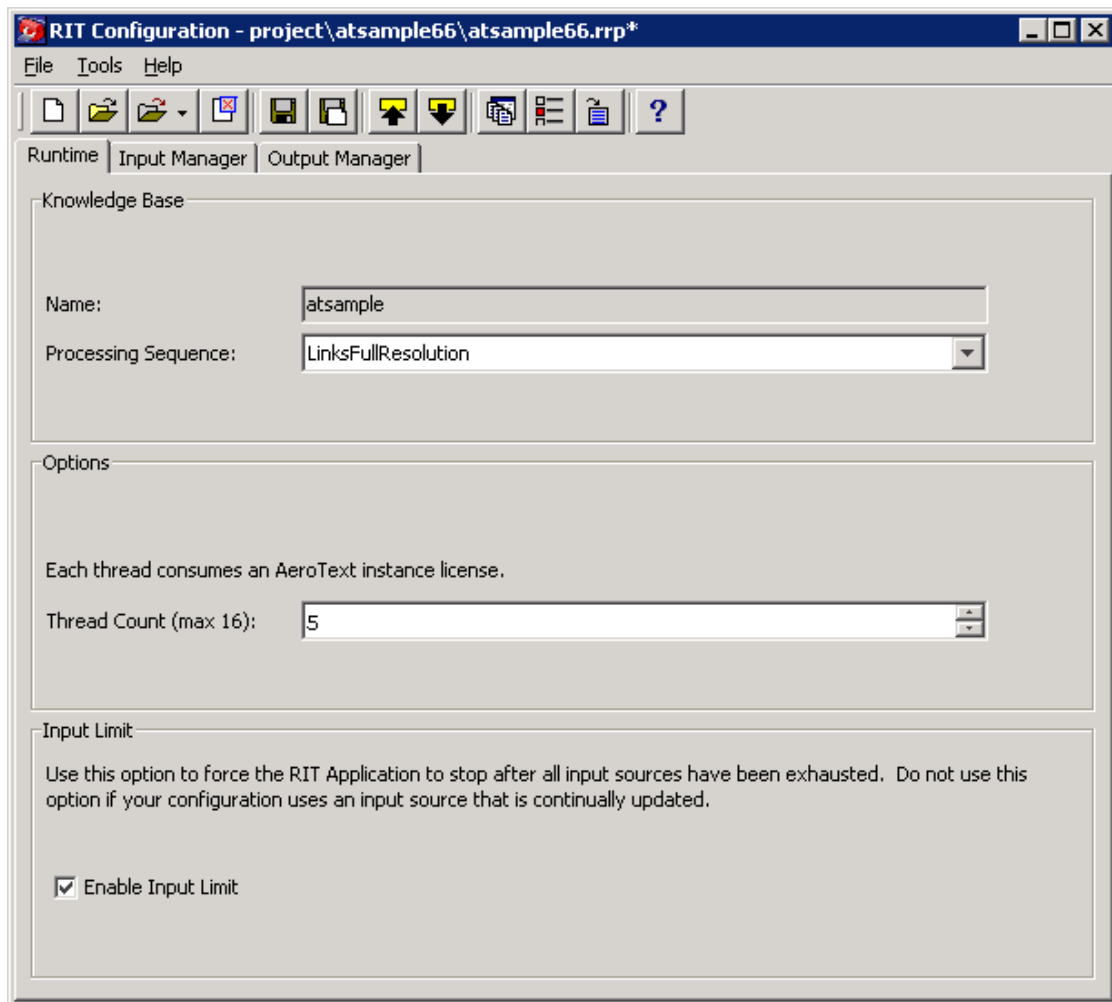 RIT Configuration - project\atsample66\atsample66.rrp*
File Tools Help
?
Runtime Input Manager Output Manager
Knowledge Base
Name: atsample
Processing Sequence: LinksFullResolution
Options
Each thread consumes an AeroText instance license.
Thread Count (max 16): 5
Input Limit
Use this option to force the RIT Application to stop after all input sources have been exhausted.  Do not use this
option if your configuration uses an input source that is continually updated.
Enable Input Limit